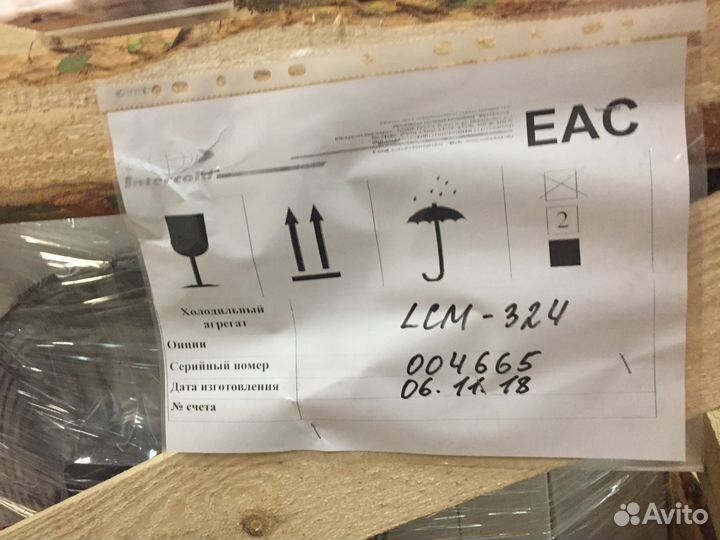 EAC
Intercold
2
Холодильный агрегат LCM-324
Опции
Серийный номер 004665
Дата изготовления 06.11.18
№ счета
Avito